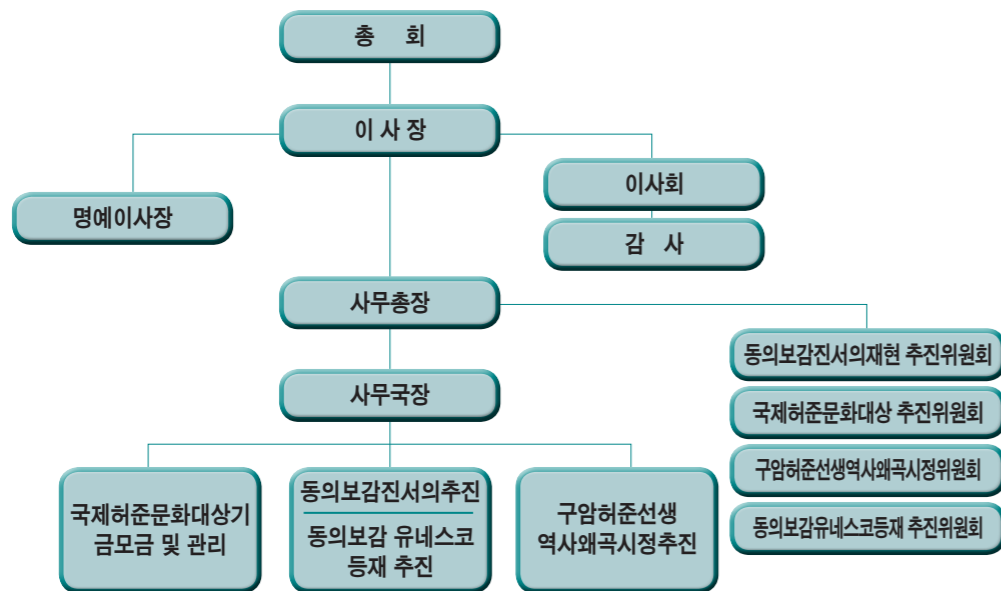 총 회
이 사 장
명예이사장
이사회
감 사
사무총장
동의보감진서의재현 추진위원회
국제허준문화대상 추진위원회
구암허준선생역사왜곡시정위원회
동의보감유네스코등재 추진위원회
사무국장
국제허준문화대상기
금모금 및 관리
동의보감진서의추진
동의보감 유네스코
등재 추진
구암허준선생
역사왜곡시정추진